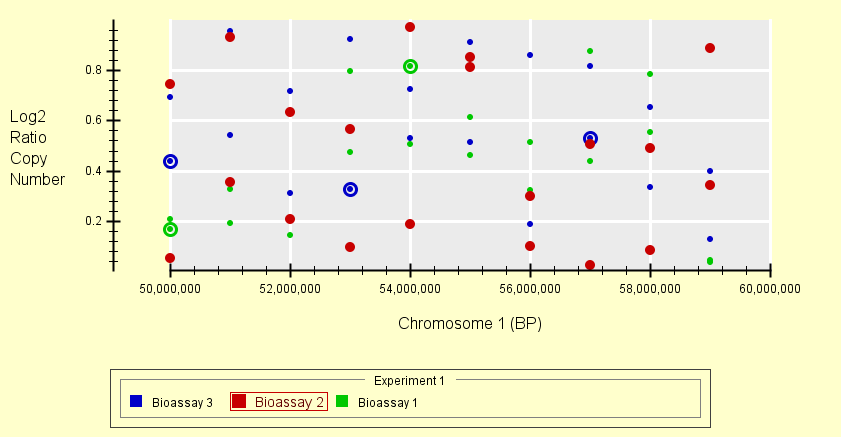 Log2
Ratio
Copy
Number
0.8
0.6
0.4
0.2
50,000,000 52,000,000 54,000,000 56,000,000 58,000,000 60,000,000
Chromosome 1 (BP)
Experiment 1
Bioassay 3 Bioassay 2 Bioassay 1